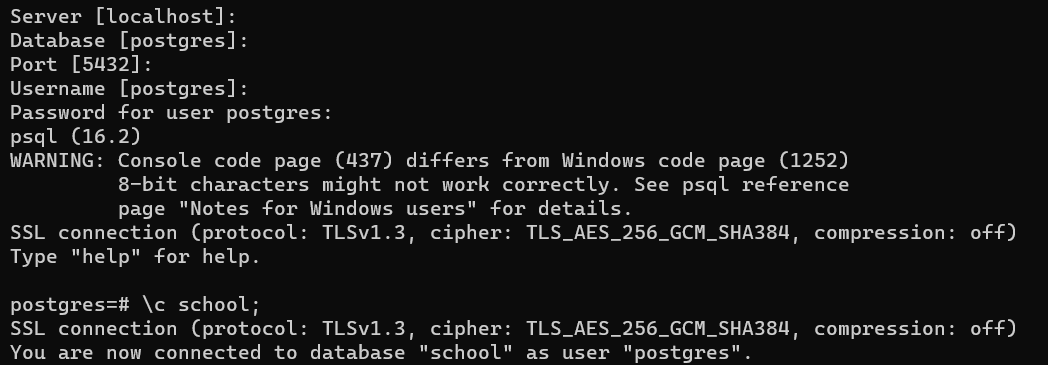 Server [localhost]:
Database [postgres]:
Port [5432]:
Username [postgres]:
Password for user postgres:
psql (16.2)
WARNING: Console code page (437) differs from Windows code page (1252)
         8-bit characters might not work correctly. See psql reference
         page "Notes for Windows users" for details.
SSL connection (protocol: TLSv1.3, cipher: TLS_AES_256_GCM_SHA384, compression: off)
Type "help" for help.

postgres=# \c school;
SSL connection (protocol: TLSv1.3, cipher: TLS_AES_256_GCM_SHA384, compression: off)
You are now connected to database "school" as user "postgres".